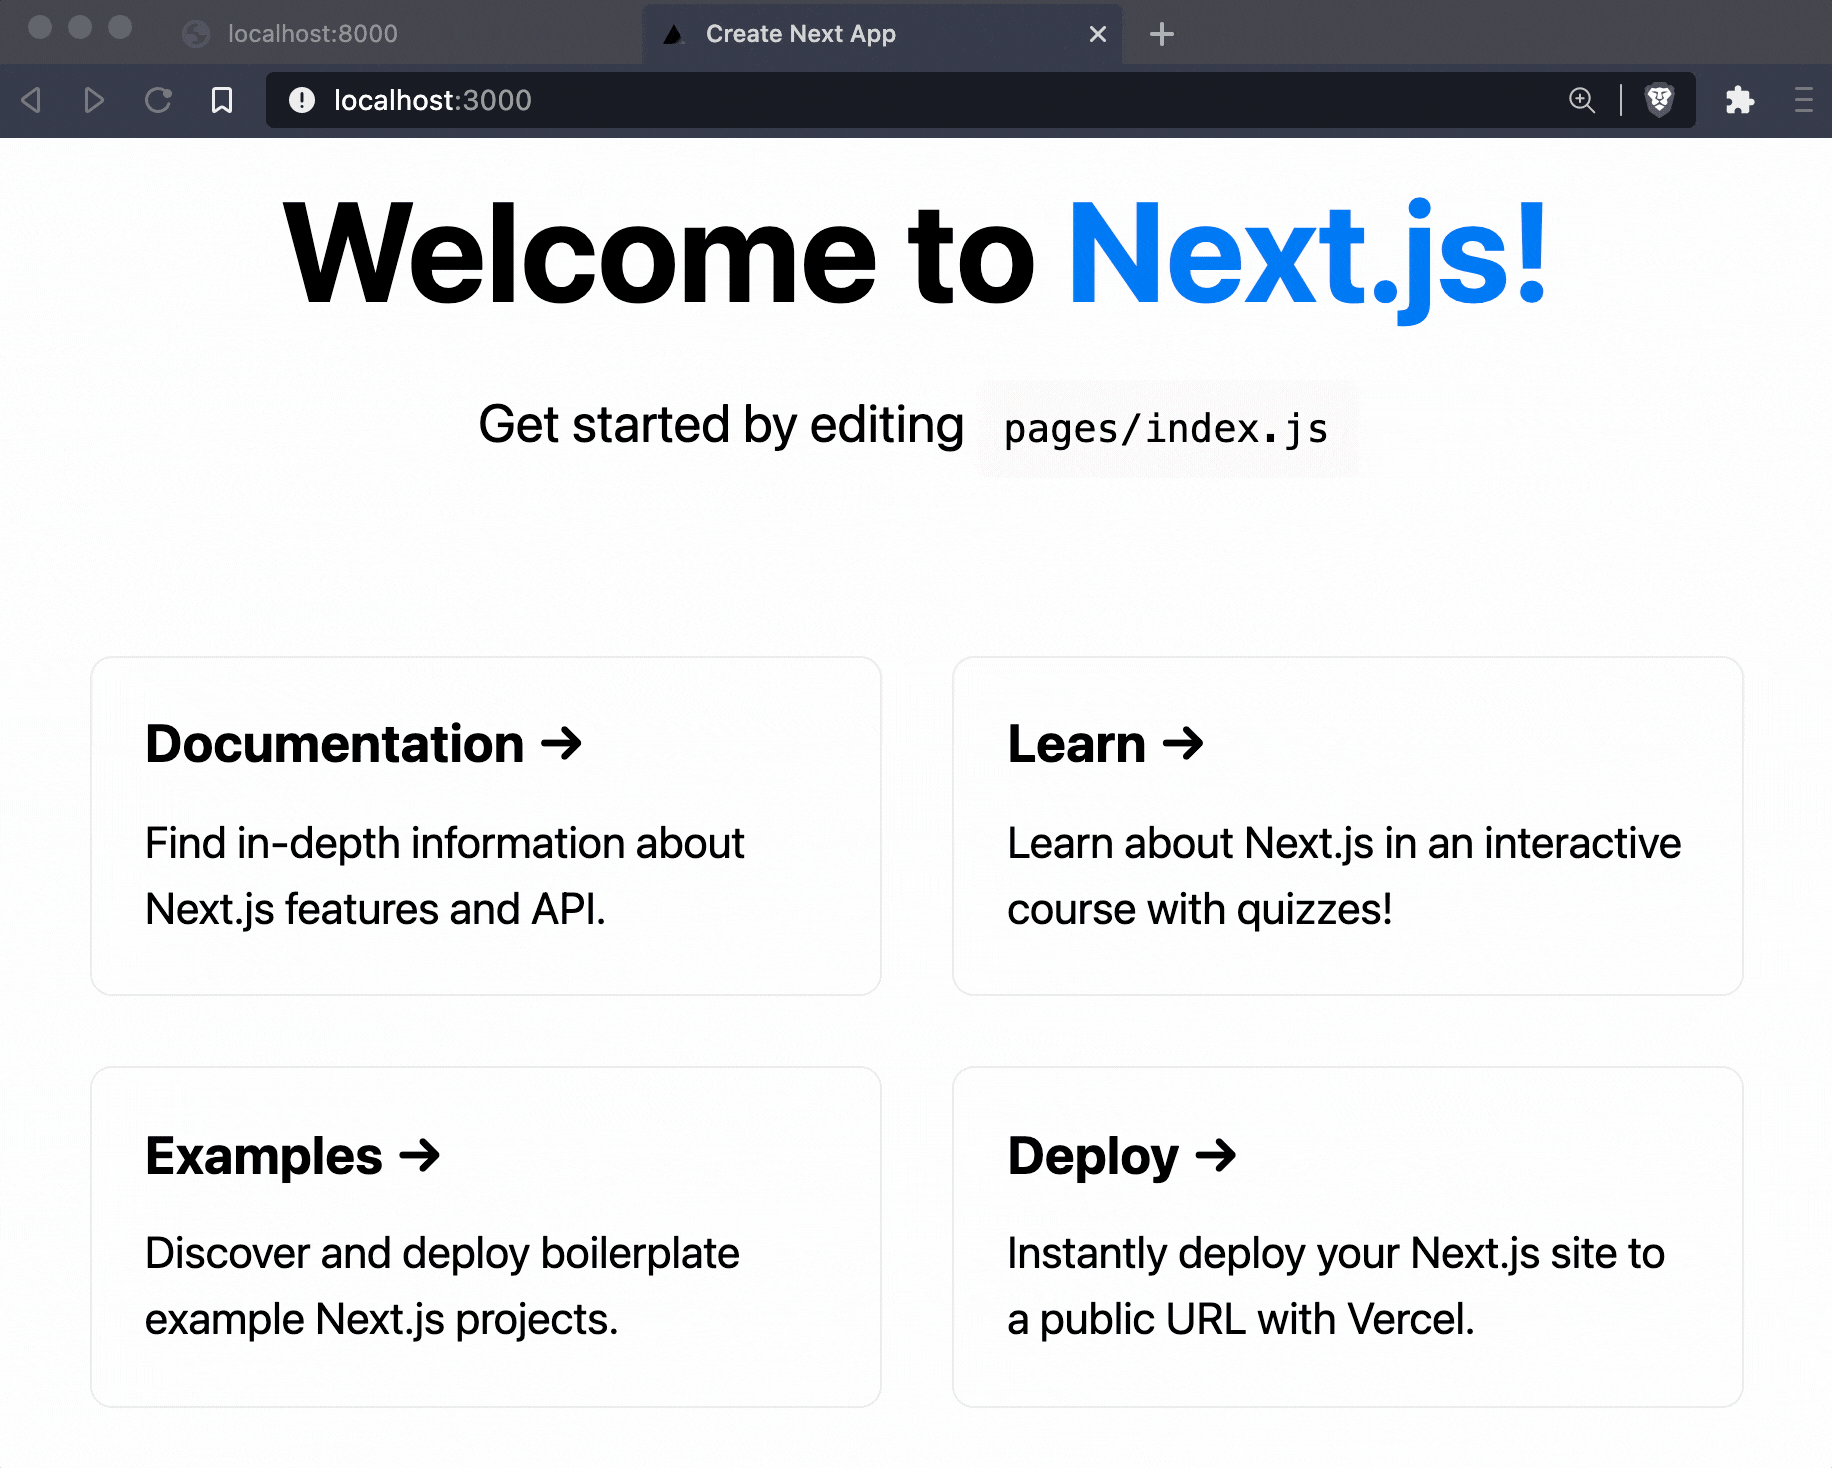 localhost:8000
Create Next App
localhost:3000
Welcome to Next.js!
Get started by editing pages/index.js
Documentation →
Find in-depth information about
Next.js features and API.
Learn →
Learn about Next.js in an interactive
course with quizzes!
Examples →
Discover and deploy boilerplate
example Next.js projects.
Deploy →
Instantly deploy your Next.js site to
a public URL with Vercel.